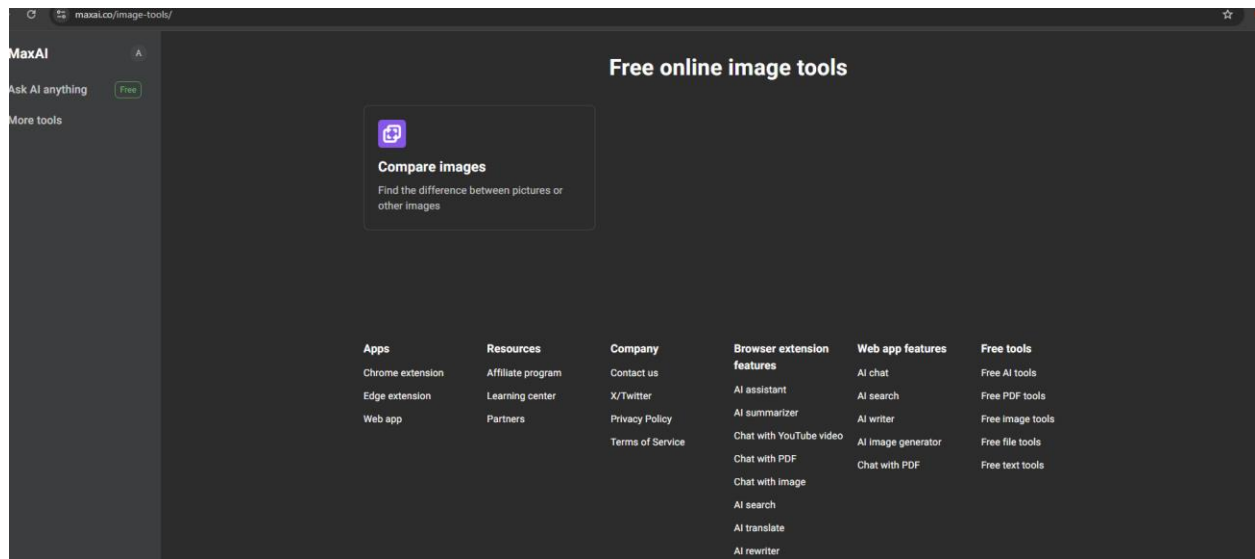 maxai.co/image-tools/
MaxAI
A
Ask AI anything
Free
More tools
Free online image tools
Compare images
Find the difference between pictures or
other images
Apps
Chrome extension
Edge extension
Web app
Resources
Affiliate program
Learning center
Partners
Company
Contact us
X/Twitter
Privacy Policy
Terms of Service
Browser extension
features
AI assistant
AI summarizer
Chat with YouTube video
Chat with PDF
Chat with image
AI search
AI translate
AI rewriter
Web app features
AI chat
AI search
AI writer
AI image generator
Chat with PDF
Free tools
Free AI tools
Free PDF tools
Free image tools
Free file tools
Free text tools